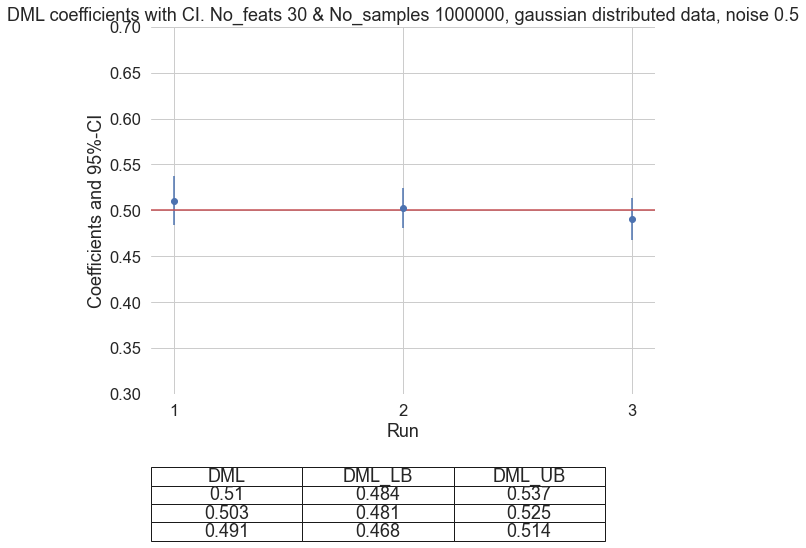 DML coefficients with CI. No_feats 30 & No_samples 1000000, gaussian distributed data, noise 0.5
0.70
0.65
0.60
0.55
0.50
0.45
0.40
0.35
0.30
Coefficients and 95%-CI
1 2 3
Run
DML DML_LB DML_UB
0.51 0.484 0.537
0.503 0.481 0.525
0.491 0.468 0.514